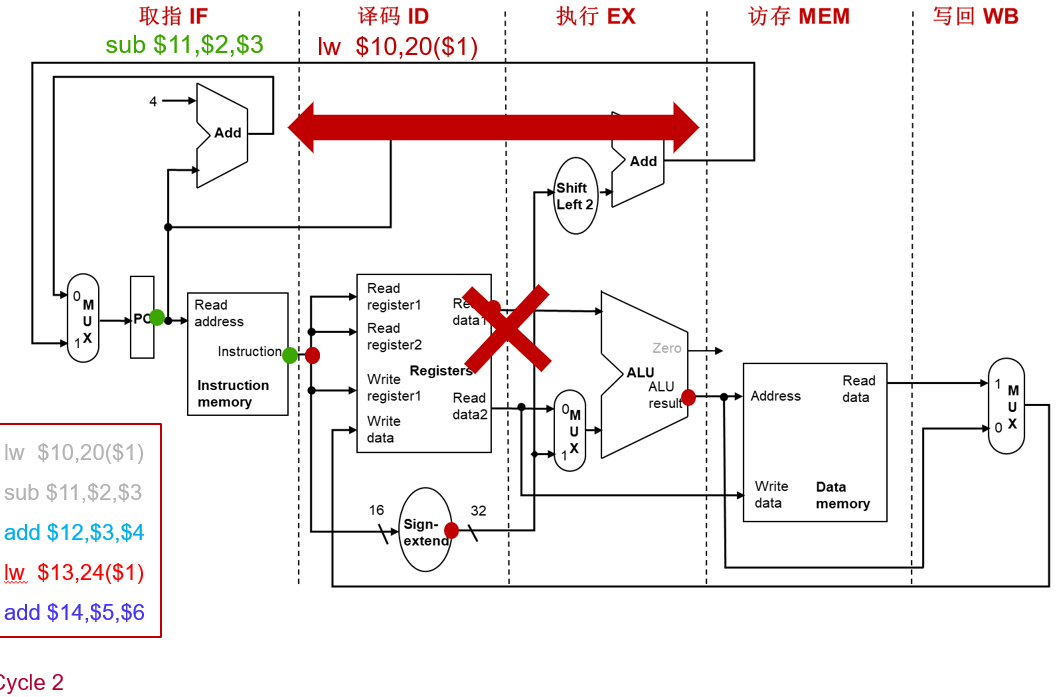 取指 IF
译码 ID
执行 EX
访存 MEM
写回 WB
sub $11,$2,$3
lw $10,20($1)
4
Add
Add
Shift
Left 2
0
M
U
X
1
PC
Read
address
Instruction
Instruction
memory
Read
register1
Read
register2
Write
register1
Write
data
Registers
Read
data1
Read
data2
0
M
U
X
1
Zero
ALU
ALU
result
Address
Read
data
Write
data
Data
memory
1
M
U
X
0
16
Sign-
extend
32
lw $10,20($1)
sub $11,$2,$3
add $12,$3,$4
lw $13,24($1)
add $14,$5,$6
Cycle 2